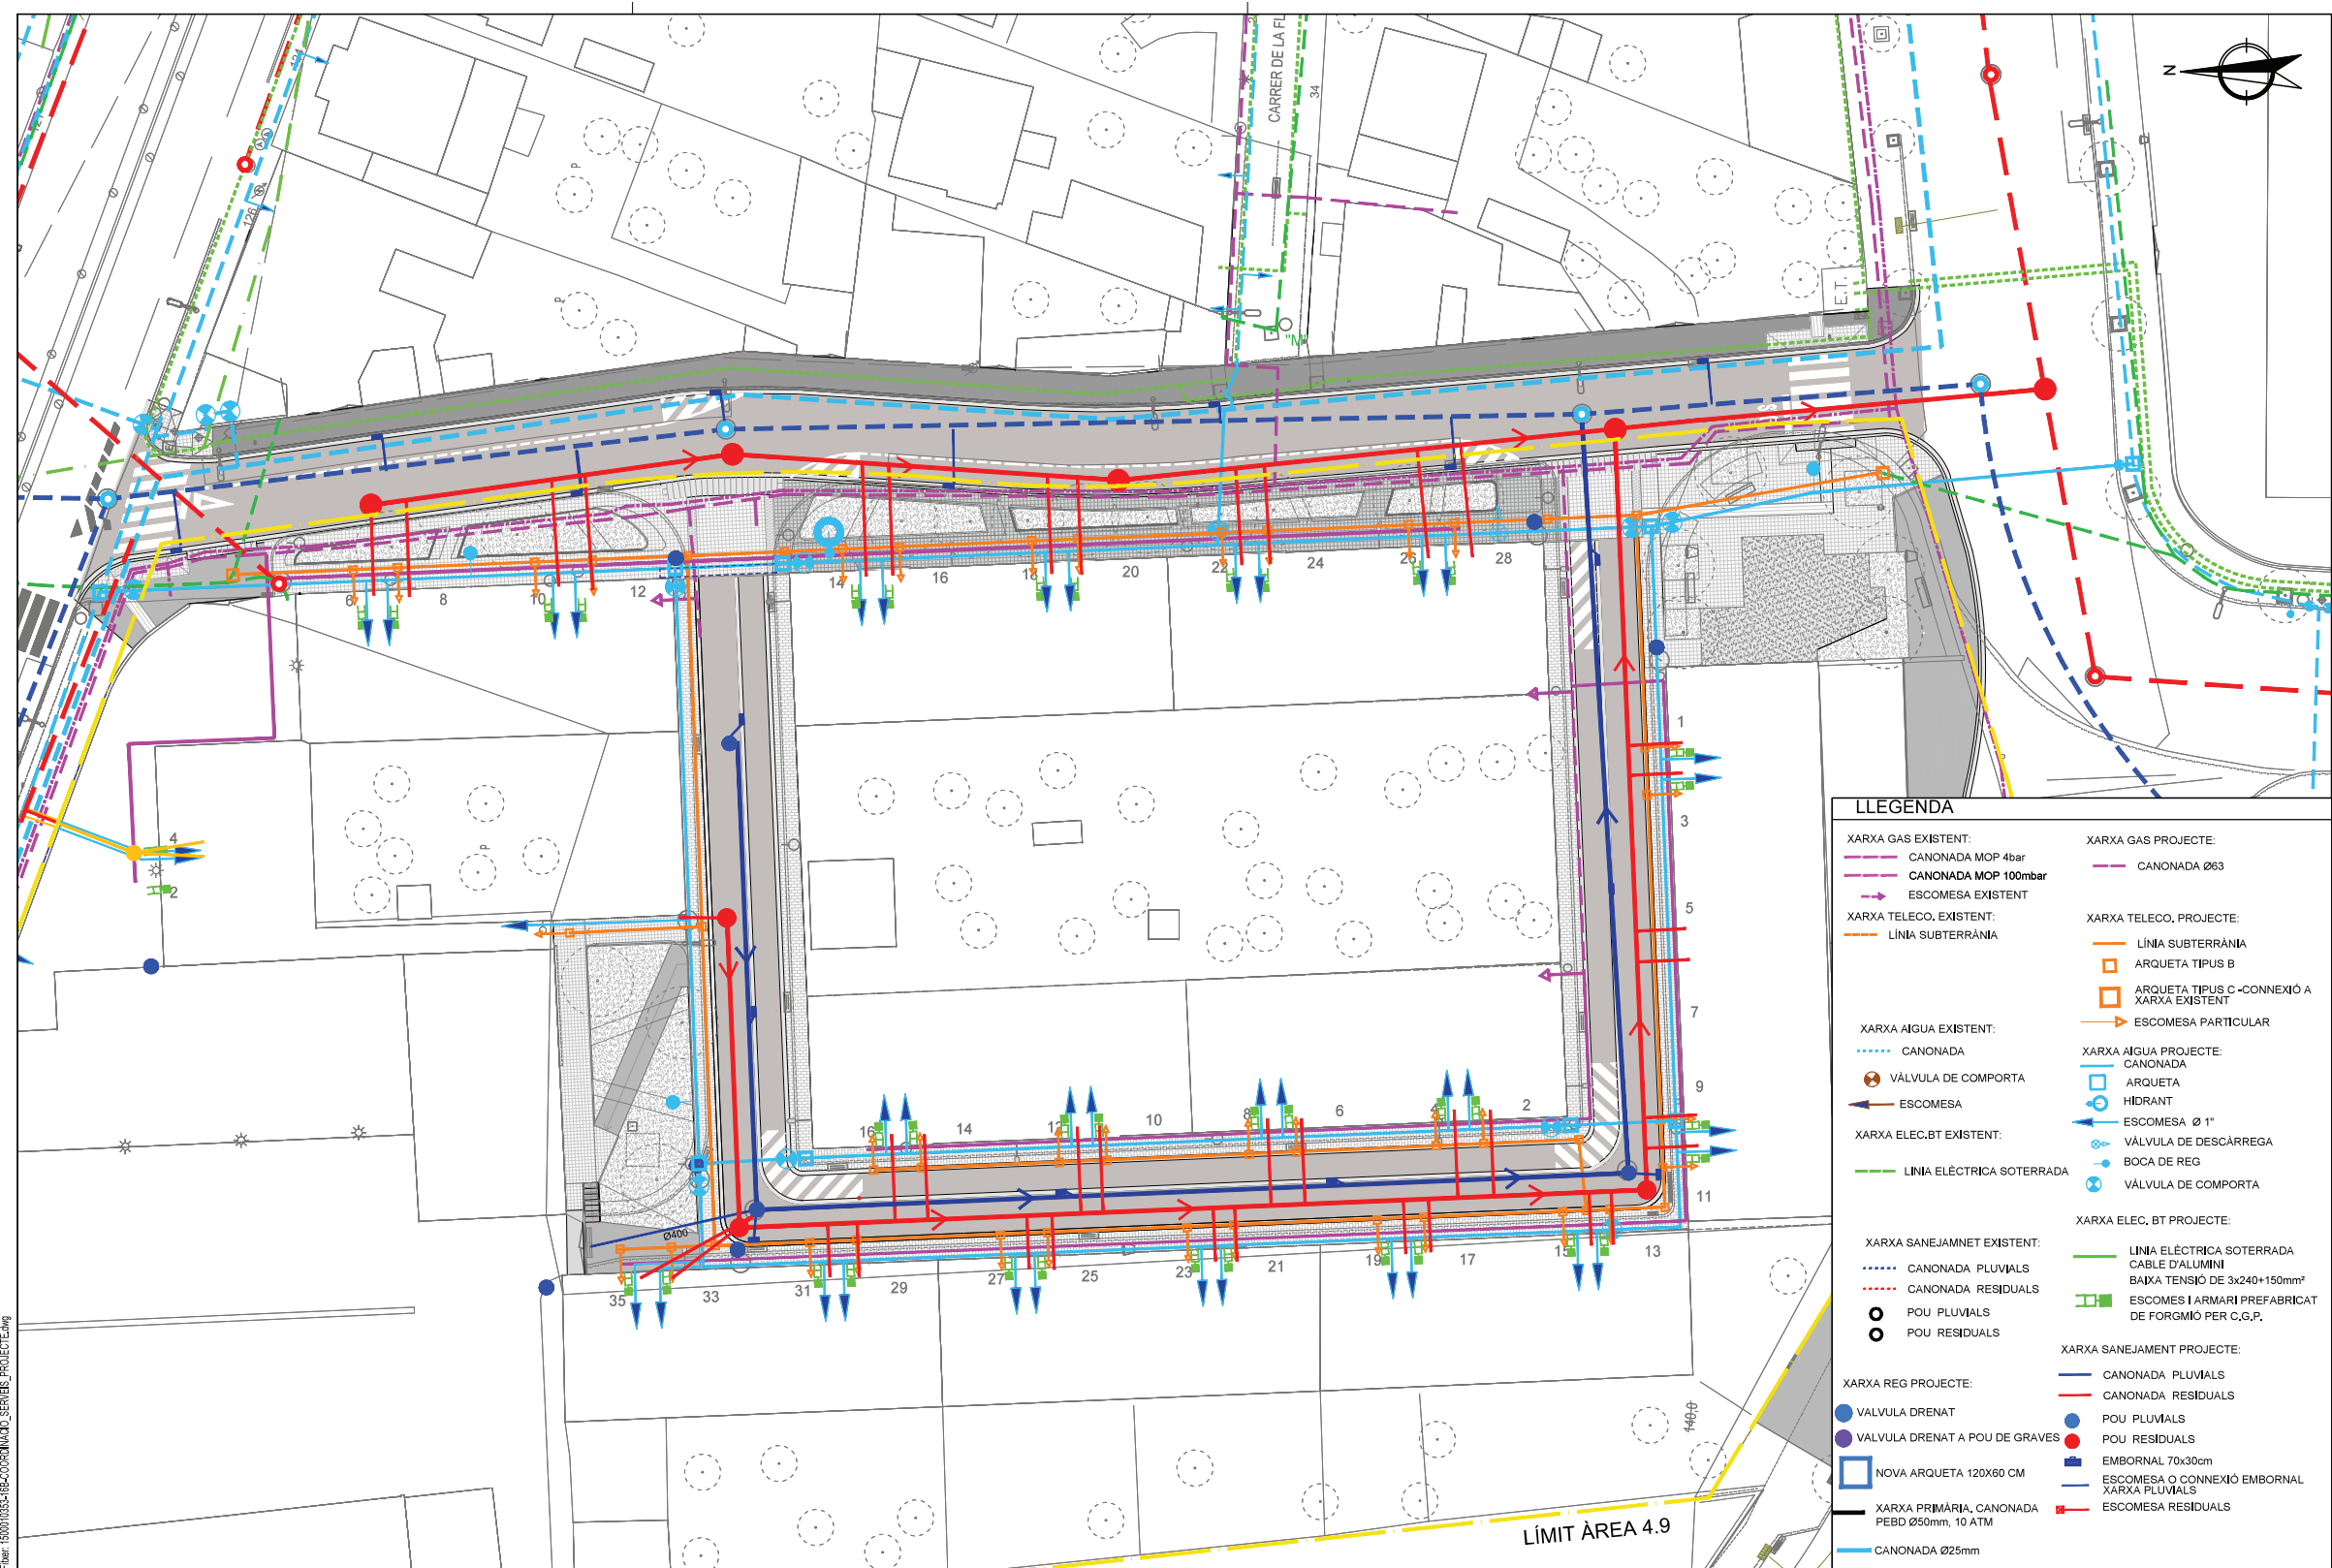 N
CARRER DE LA FL
34
124
126
E.T.
"M"
S
P
P
P
6
8
10
12
14
16
18
20
22
24
26
28
1
3
5
7
9
11
4
2
16
14
12
10
8
6
4
2
Ø400
35
33
31
29
27
25
23
21
19
17
15
13
140,0
LÍMIT ÀREA 4.9
Fitxer: 1500010353-16B-COORDINACIO_SERVEIS_PROJECTE.dwg
LLEGENDA
XARXA GAS EXISTENT:
CANONADA MOP 4bar
CANONADA MOP 100mbar
ESCOMESA EXISTENT
XARXA TELECO. EXISTENT:
LÍNIA SUBTERRÀNIA
XARXA AIGUA EXISTENT:
CANONADA
VÀLVULA DE COMPORTA
ESCOMESA
XARXA ELEC.BT EXISTENT:
LINIA ELÈCTRICA SOTERRADA
XARXA SANEJAMNET EXISTENT:
CANONADA PLUVIALS
CANONADA RESIDUALS
POU PLUVIALS
POU RESIDUALS
XARXA REG PROJECTE:
VALVULA DRENAT
VALVULA DRENAT A POU DE GRAVES
NOVA ARQUETA 120X60 CM
XARXA PRIMÀRIA. CANONADA
PEBD Ø50mm, 10 ATM
CANONADA Ø25mm
XARXA GAS PROJECTE:
CANONADA Ø63
XARXA TELECO. PROJECTE:
LÍNIA SUBTERRÀNIA
ARQUETA TIPUS B
ARQUETA TIPUS C -CONNEXIÓ A
XARXA EXISTENT
ESCOMESA PARTICULAR
XARXA AIGUA PROJECTE:
CANONADA
ARQUETA
HIDRANT
ESCOMESA Ø 1"
VÀLVULA DE DESCÀRREGA
BOCA DE REG
VÀLVULA DE COMPORTA
XARXA ELEC. BT PROJECTE:
LINIA ELÈCTRICA SOTERRADA
CABLE D'ALUMINI
BAIXA TENSIÓ DE 3x240+150mm²
ESCOMES I ARMARI PREFABRICAT
DE FORGMIÓ PER C.G.P.
XARXA SANEJAMENT PROJECTE:
CANONADA PLUVIALS
CANONADA RESIDUALS
POU PLUVIALS
POU RESIDUALS
EMBORNAL 70x30cm
ESCOMESA O CONNEXIÓ EMBORNAL
XARXA PLUVIALS
ESCOMESA RESIDUALS